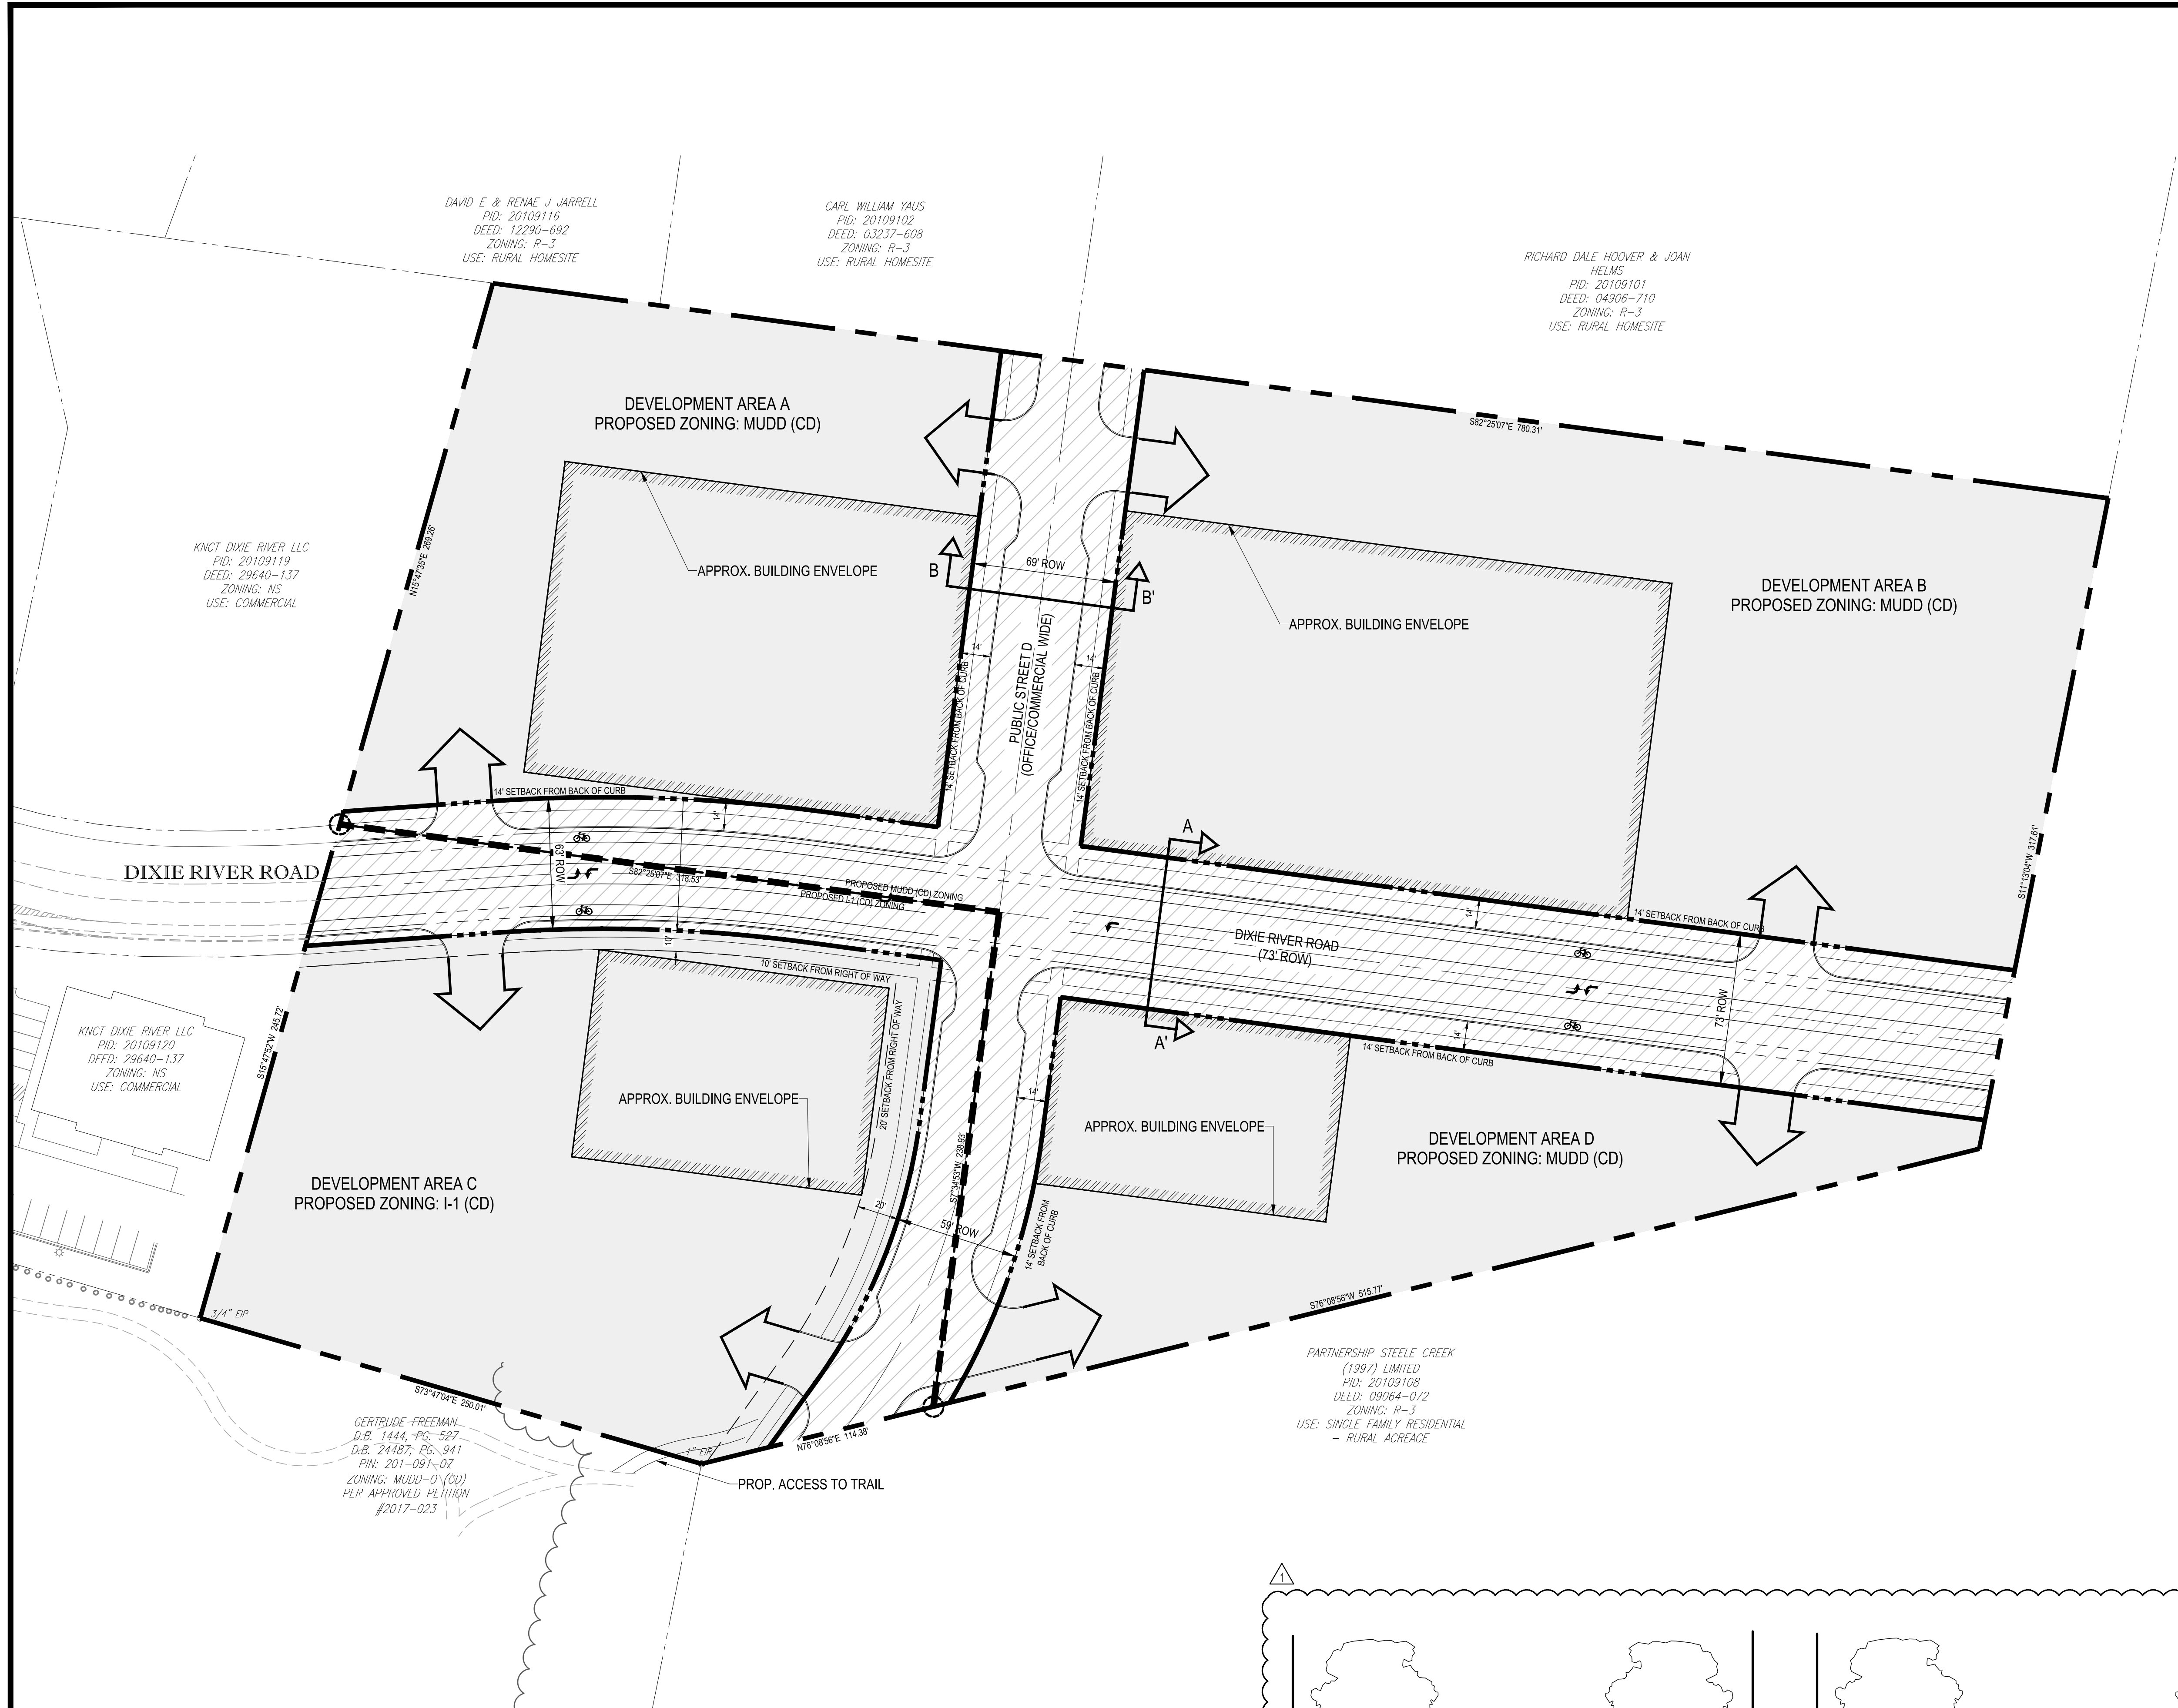 DAVID E & RENAE J JARRELL
PID: 20109116
DEED: 12290-692
ZONING: R-3
USE: RURAL HOMESITE
CARL WILLIAM YAUS
PID: 20109102
DEED: 03237-608
ZONING: R-3
USE: RURAL HOMESITE
RICHARD DALE HOOVER & JOAN
HELMS
PID: 20109101
DEED: 04906-710
ZONING: R-3
USE: RURAL HOMESITE
DEVELOPMENT AREA A
PROPOSED ZONING: MUDD (CD)
S82°25'07"E 780.31'
N15°47'35"E 269.26'
KNCT DIXIE RIVER LLC
PID: 20109119
DEED: 29640-137
ZONING: NS
USE: COMMERCIAL
APPROX. BUILDING ENVELOPE
B
69' ROW
B'
DEVELOPMENT AREA B
PROPOSED ZONING: MUDD (CD)
APPROX. BUILDING ENVELOPE
14'
14'
14' SETBACK FROM BACK OF CURB
PUBLIC STREET D
(OFFICE/COMMERCIAL WIDE)
14' SETBACK FROM BACK OF CURB
14' SETBACK FROM BACK OF CURB
14'
A
S11°13'04"W 317.61'
DIXIE RIVER ROAD
63' ROW
S82°25'07"E 318.53'
PROPOSED MUDD (CD) ZONING
PROPOSED I-1 (CD) ZONING
14'
14' SETBACK FROM BACK OF CURB
DIXIE RIVER ROAD
(73' ROW)
10'
10' SETBACK FROM RIGHT OF WAY
73' ROW
14'
A'
14' SETBACK FROM BACK OF CURB
KNCT DIXIE RIVER LLC
PID: 20109120
DEED: 29640-137
ZONING: NS
USE: COMMERCIAL
S15°47'52"W 245.72'
20' SETBACK FROM RIGHT OF WAY
APPROX. BUILDING ENVELOPE
14'
APPROX. BUILDING ENVELOPE
DEVELOPMENT AREA D
PROPOSED ZONING: MUDD (CD)
DEVELOPMENT AREA C
PROPOSED ZONING: I-1 (CD)
S7°34'53"W 238.93'
20'
59' ROW
14' SETBACK FROM
BACK OF CURB
3/4" EIP
S76°08'56"W 515.77'
S73°47'04"E 250.01'
PARTNERSHIP STEELE CREEK
(1997) LIMITED
PID: 20109108
DEED: 09064-072
ZONING: R-3
USE: SINGLE FAMILY RESIDENTIAL
- RURAL ACREAGE
GERTRUDE FREEMAN
D.B. 1444, PG. 527
D.B. 24487, PG. 941
PIN: 201-091-07
ZONING: MUDD-O (CD)
PER APPROVED PETITION
#2017-023
1" EIR
N76°08'56"E 114.38'
PROP. ACCESS TO TRAIL
1